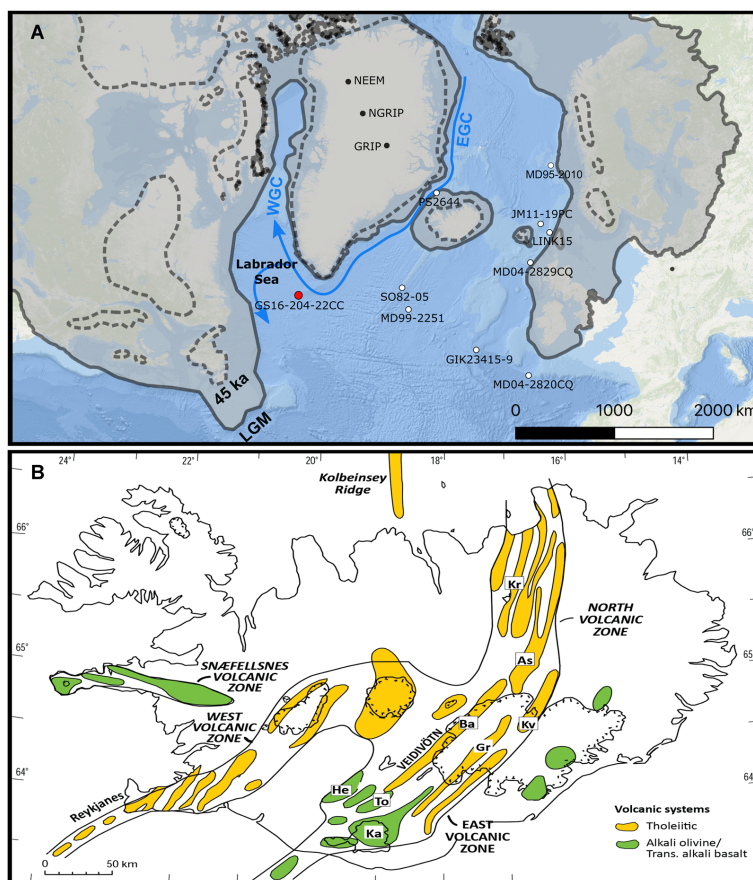 A
NEEM
NGRIP
GRIP
EGC
WGC
PS2644
MD95-2010
JM11-19PC
LINK15
MD04-2829CQ
Labrador
Sea
GS16-204-22CC
SO82-05
MD99-2251
GIK23415-9
MD04-2820CQ
45 ka
LGM
0 1000 2000 km
B
24° 22° 20° 18° 16° 14°
Kolbeinsey
Ridge
66° 66°
Kr
NORTH
VOLCANIC
ZONE
65° 65°
As
SNÆFELLSNES
VOLCANIC
ZONE
WEST
VOLCANIC
ZONE
Ba
Kv
VEIDIVÖTN
Gr
64° 64°
Reykjanes
He
To
Ka
EAST
VOLCANIC
ZONE
Volcanic systems
Tholeiitic
Alkali olivine/
Trans. alkali basalt
0 50 km